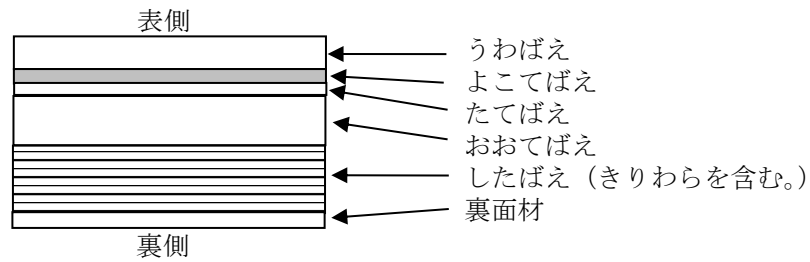 表側
うわばえ
よこてばえ
たてばえ
おおてばえ
したばえ（きりわらを含む。）
裏面材
裏側